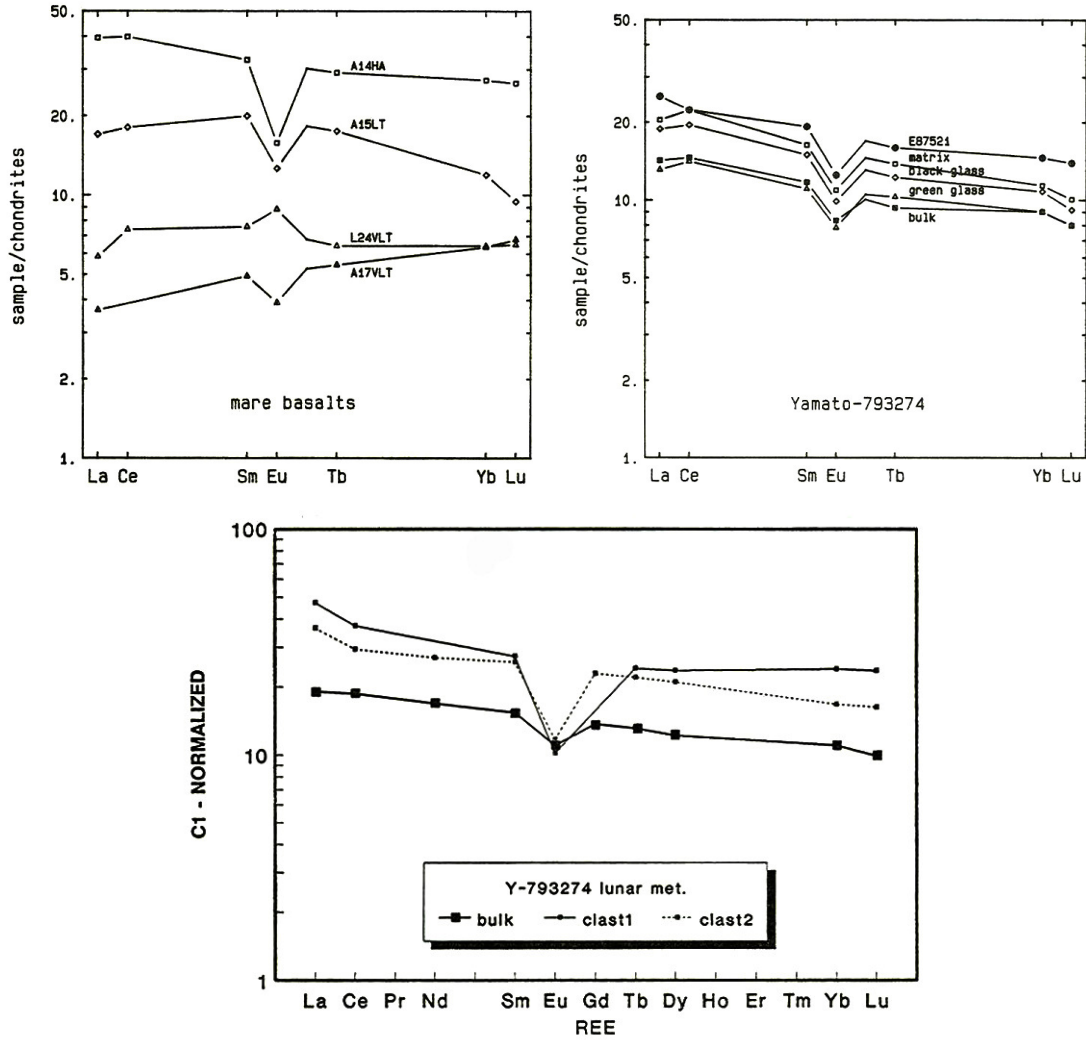 50.
20.
10.
5.
2.
1.
sample/chondrites
A14HA
A15LT
L24VLT
A17VLT
mare basalts
La Ce Sm Eu Tb Yb Lu
50.
20.
10.
5.
2.
1.
sample/chondrites
E87521
matrix
black glass
green glass
bulk
Yamato-793274
La Ce Sm Eu Tb Yb Lu
100
10
1
C1 - NORMALIZED
Y-793274 lunar met.
bulk clast1 clast2
La Ce Pr Nd Sm Eu Gd Tb Dy Ho Er Tm Yb Lu
REE